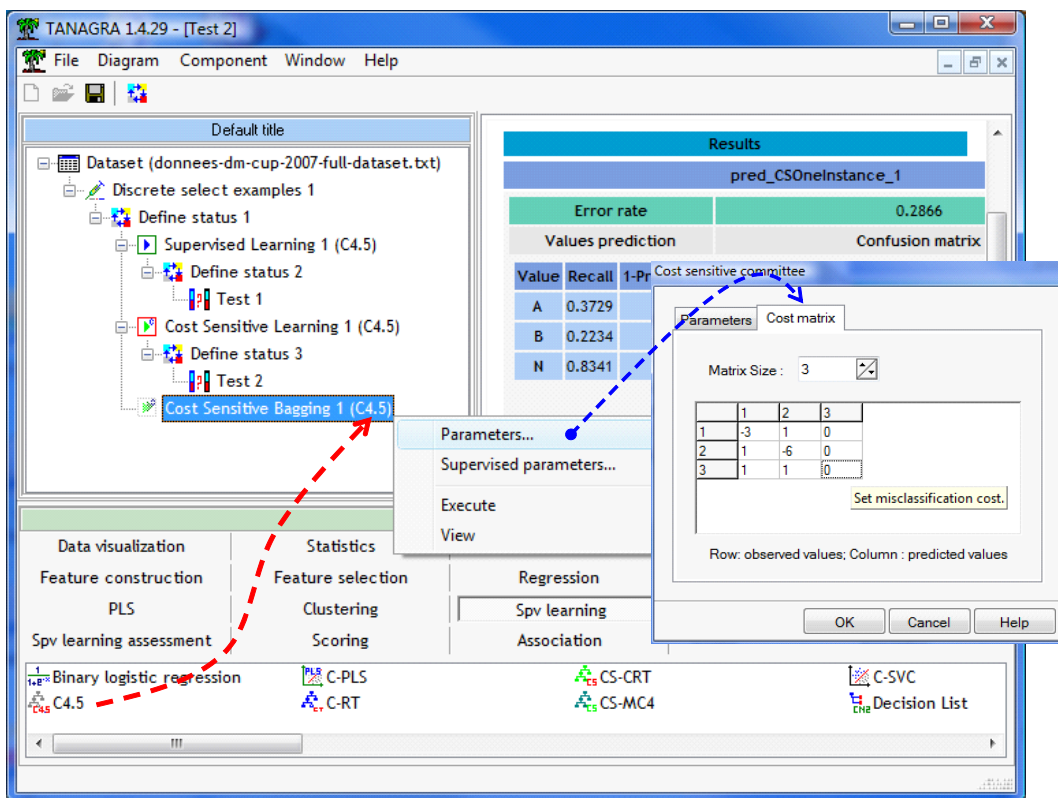 TANAGRA 1.4.29 - [Test 2]
File Diagram Component Window Help
Default title
Dataset (donnees-dm-cup-2007-full-dataset.txt)
Discrete select examples 1
Define status 1
Supervised Learning 1 (C4.5)
Define status 2
Test 1
Cost Sensitive Learning 1 (C4.5)
Define status 3
Test 2
Cost Sensitive Bagging 1 (C4.5)
Results
pred_CSOneInstance_1
Error rate 0.2866
Values prediction Confusion matrix
Value Recall 1-Pr
A 0.3729
B 0.2234
N 0.8341
Parameters...
Supervised parameters...
Execute
View
Cost sensitive committee
Parameters Cost matrix
Matrix Size : 3
1 2 3
1 -3 1 0
2 1 -6 0
3 1 1 0
Set misclassification cost.
Row: observed values; Column : predicted values
OK Cancel Help
Data visualization Statistics
Feature construction Feature selection Regression
PLS Clustering Spv learning
Spv learning assessment Scoring Association
Binary logistic regression C-PLS CS-CRT C-SVC
C4.5 C-RT CS-MC4 Decision List